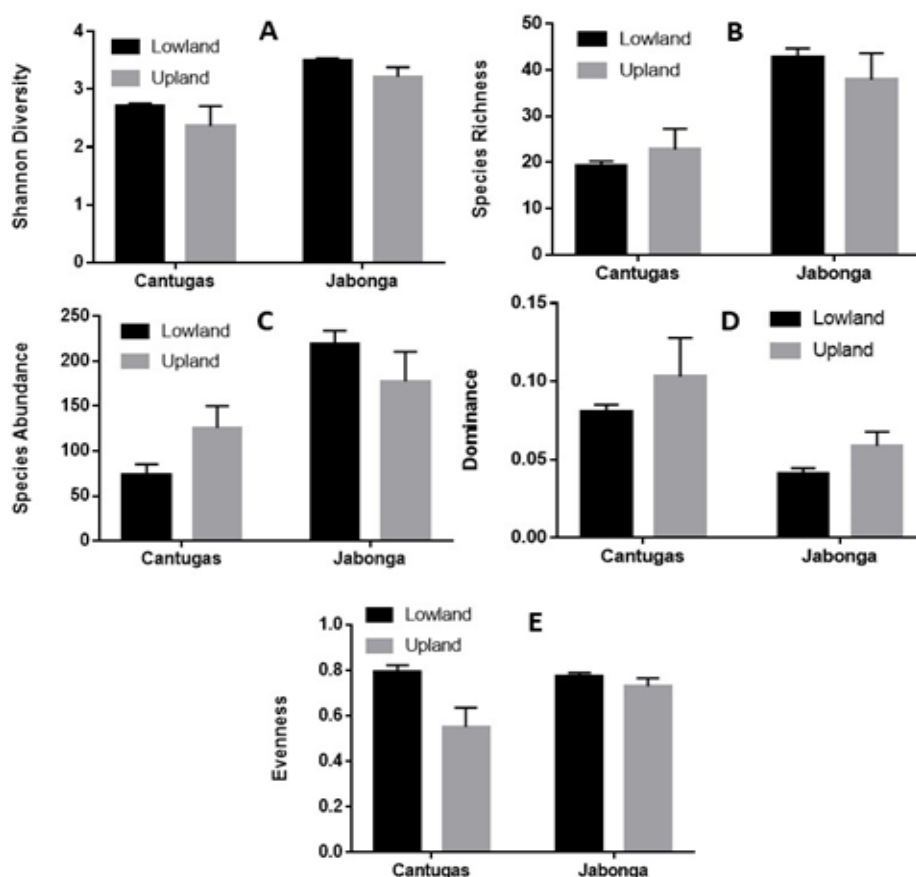 A
Lowland
Upland
Shannon Diversity
4
3
2
1
0
Cantugas Jabonga
B
Lowland
Upland
Species Richness
50
40
30
20
10
0
Cantugas Jabonga
C
Lowland
Upland
Species Abundance
250
200
150
100
50
0
Cantugas Jabonga
D
Lowland
Upland
Dominance
0.15
0.10
0.05
0.00
Cantugas Jabonga
E
Lowland
Upland
Evenness
1.0
0.8
0.6
0.4
0.2
0.0
Cantugas Jabonga